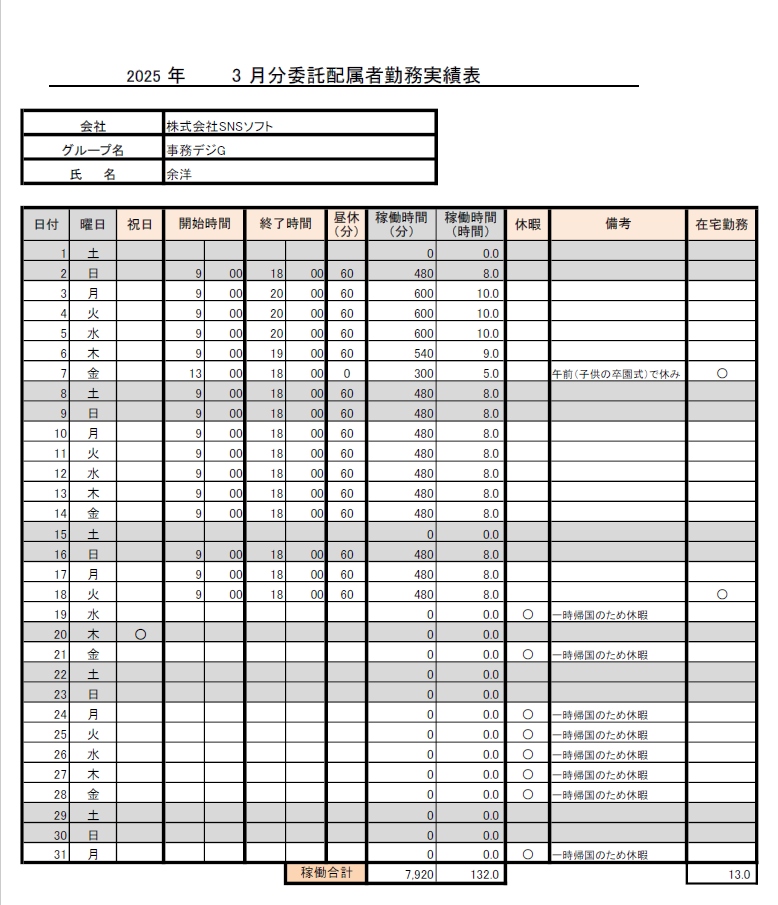 2025 年 3 月分委託配属者勤務実績表
会社 株式会社SNSソフト
グループ名 事務デジG
氏 名 余洋
日付 曜日 祝日 開始時間 終了時間 昼休(分) 稼働時間(分) 稼働時間(時間) 休暇 備考 在宅勤務
1 土 0 0.0
2 日 9 00 18 00 60 480 8.0
3 月 9 00 20 00 60 600 10.0
4 火 9 00 20 00 60 600 10.0
5 水 9 00 20 00 60 600 10.0
6 木 9 00 19 00 60 540 9.0
7 金 13 00 18 00 0 300 5.0 午前(子供の卒園式)で休み ○
8 土 9 00 18 00 60 480 8.0
9 日 9 00 18 00 60 480 8.0
10 月 9 00 18 00 60 480 8.0
11 火 9 00 18 00 60 480 8.0
12 水 9 00 18 00 60 480 8.0
13 木 9 00 18 00 60 480 8.0
14 金 9 00 18 00 60 480 8.0
15 土 0 0.0
16 日 9 00 18 00 60 480 8.0
17 月 9 00 18 00 60 480 8.0
18 火 9 00 18 00 60 480 8.0 ○
19 水 0 0.0 ○ 一時帰国のため休暇
20 木 ○ 0 0.0
21 金 0 0.0 ○ 一時帰国のため休暇
22 土 0 0.0
23 日 0 0.0
24 月 0 0.0 ○ 一時帰国のため休暇
25 火 0 0.0 ○ 一時帰国のため休暇
26 水 0 0.0 ○ 一時帰国のため休暇
27 木 0 0.0 ○ 一時帰国のため休暇
28 金 0 0.0 ○ 一時帰国のため休暇
29 土 0 0.0
30 日 0 0.0
31 月 0 0.0 ○ 一時帰国のため休暇
稼働合計 7,920 132.0 13.0